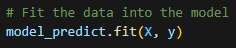 # Fit the data into the model
model_predict.fit(X, y)